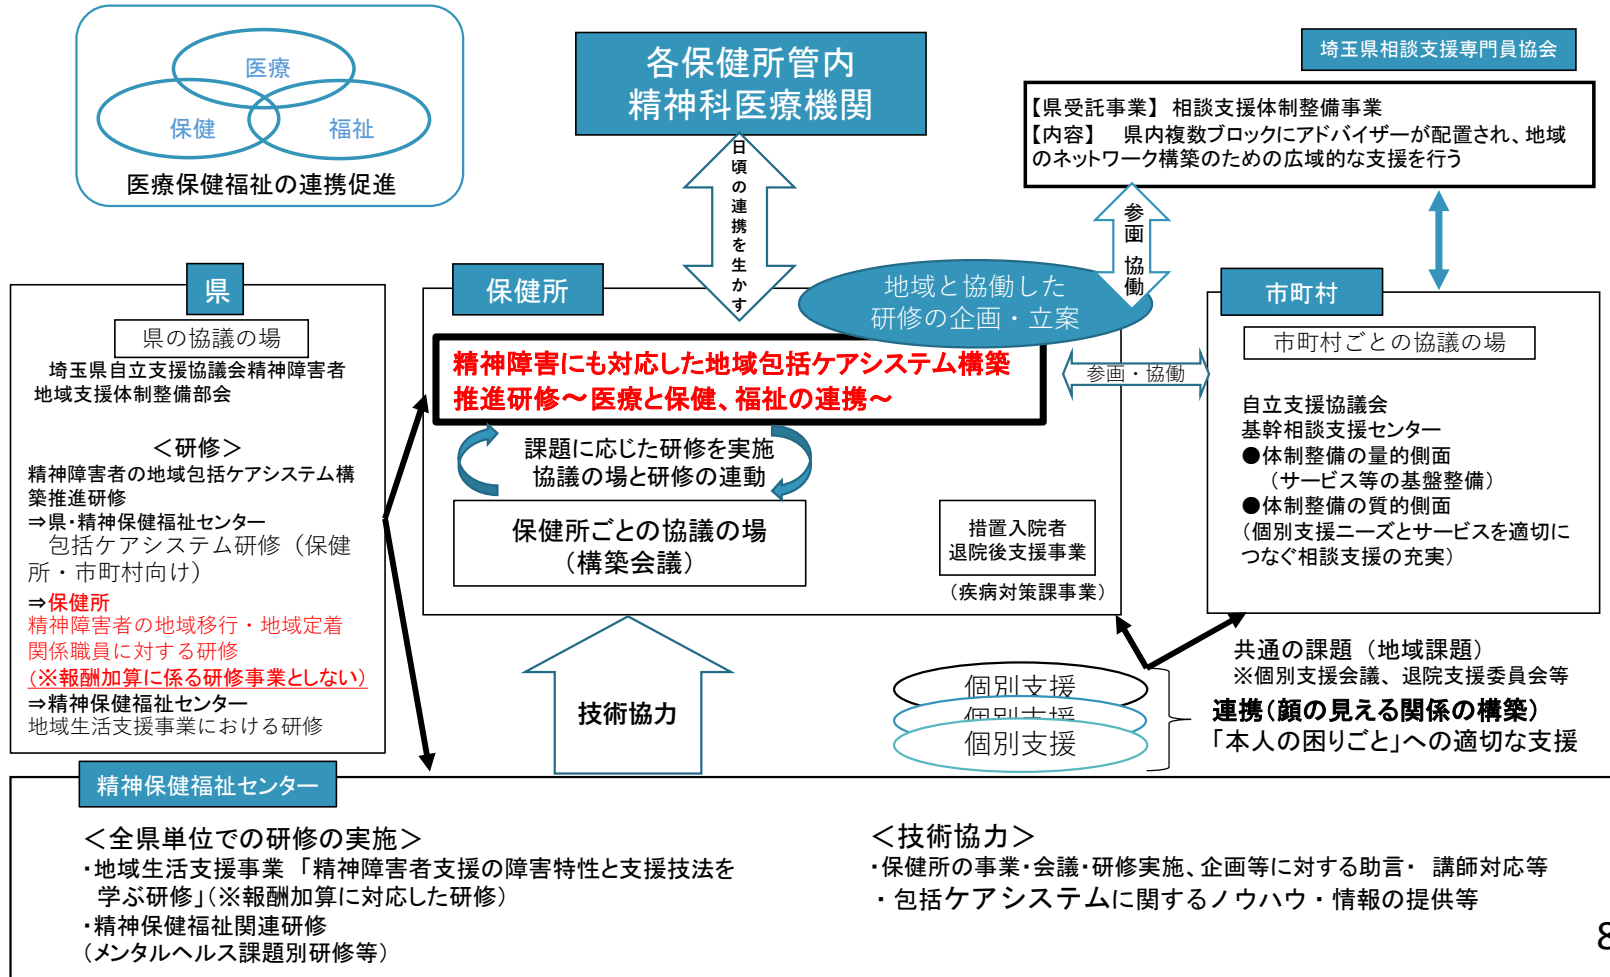 医療
保健
福祉
医療保健福祉の連携促進
各保健所管内
精神科医療機関
日頃の連携を生かす
埼玉県相談支援専門員協会
【県受託事業】 相談支援体制整備事業
【内容】　県内複数ブロックにアドバイザーが配置され、地域
のネットワーク構築のための広域的な支援を行う
参画 協働
県
県の協議の場
埼玉県自立支援協議会精神障害者
地域支援体制整備部会
＜研修＞
精神障害者の地域包括ケアシステム構
築推進研修
⇒県・精神保健福祉センター
包括ケアシステム研修（保健
所・市町村向け）
⇒保健所
精神障害者の地域移行・地域定着
関係職員に対する研修
（※報酬加算に係る研修事業としない）
⇒精神保健福祉センター
地域生活支援事業における研修
保健所
地域と協働した
研修の企画・立案
精神障害にも対応した地域包括ケアシステム構築
推進研修～医療と保健、福祉の連携～
課題に応じた研修を実施
協議の場と研修の連動
保健所ごとの協議の場
（構築会議）
措置入院者
退院後支援事業
（疾病対策課事業）
参画・協働
市町村
市町村ごとの協議の場
自立支援協議会
基幹相談支援センター
●体制整備の量的側面
（サービス等の基盤整備）
●体制整備の質的側面
（個別支援ニーズとサービスを適切に
つなぐ相談支援の充実）
技術協力
個別支援
個別支援
個別支援
共通の課題（地域課題）
※個別支援会議、退院支援委員会等
連携（顔の見える関係の構築）
「本人の困りごと」への適切な支援
精神保健福祉センター
＜全県単位での研修の実施＞
・地域生活支援事業 「精神障害者支援の障害特性と支援技法を
学ぶ研修」（※報酬加算に対応した研修）
・精神保健福祉関連研修
（メンタルヘルス課題別研修等）
＜技術協力＞
・保健所の事業・会議・研修実施、企画等に対する助言・ 講師対応等
・包括ケアシステムに関するノウハウ・情報の提供等
8